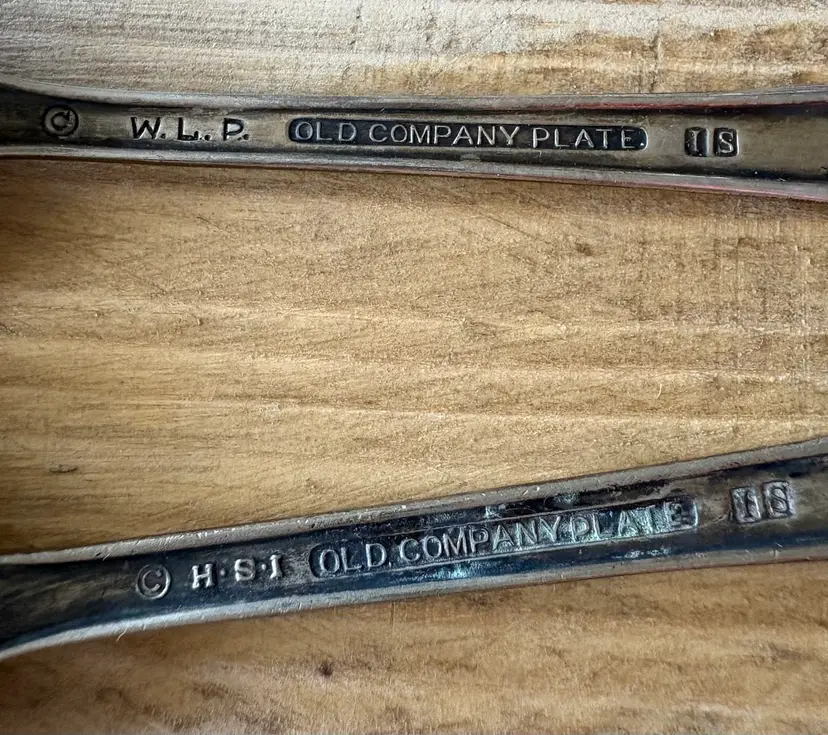 © W.L.P. OLD COMPANY PLATE. IS
© H·S·I OLD COMPANY PLATE IS